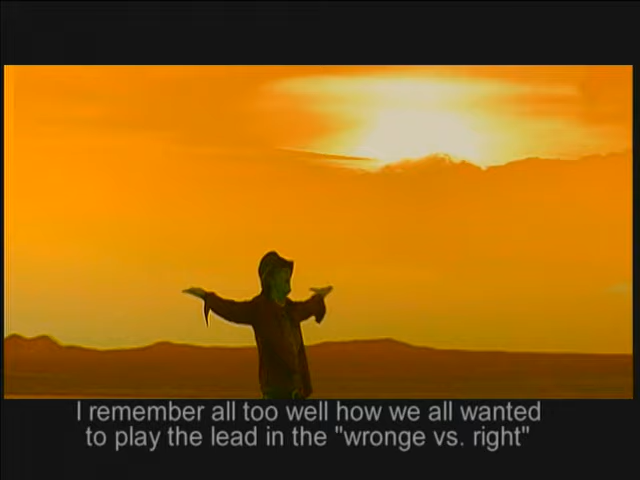 I remember all too well how we all wanted
to play the lead in the "wronge vs. right"